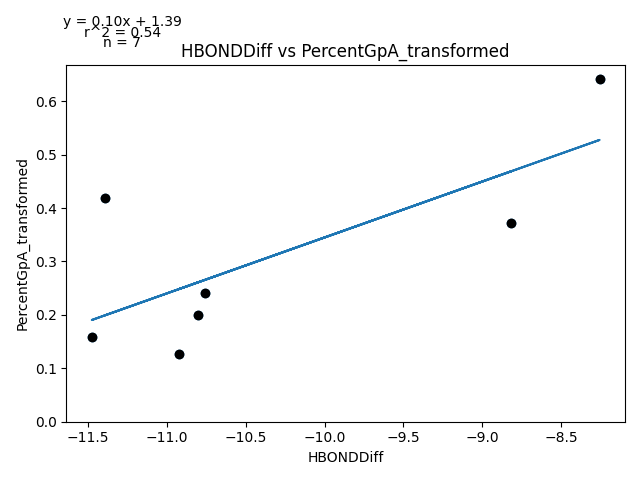 y = 0.10x + 1.39
r^2 = 0.54
n = 7
HBONDDiff vs PercentGpA_transformed
PercentGpA_transformed
0.6
0.5
0.4
0.3
0.2
0.1
0.0
−11.5 −11.0 −10.5 −10.0 −9.5 −9.0 −8.5
HBONDDiff